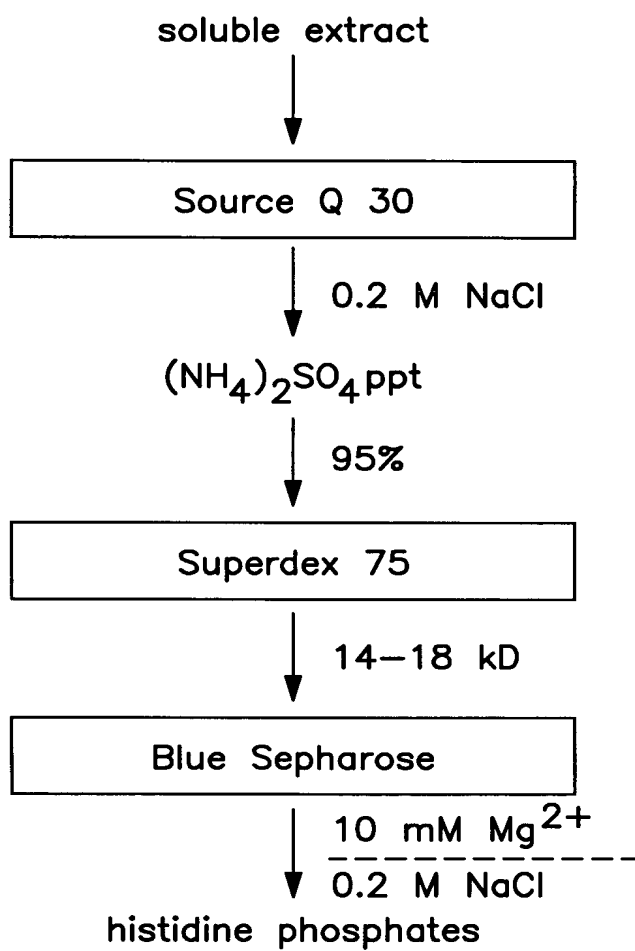 soluble extract
Source Q 30
0.2 M NaCl
(NH₄)₂SO₄ ppt
95%
Superdex 75
14–18 kD
Blue Sepharose
10 mM Mg²⁺
0.2 M NaCl
histidine phosphates